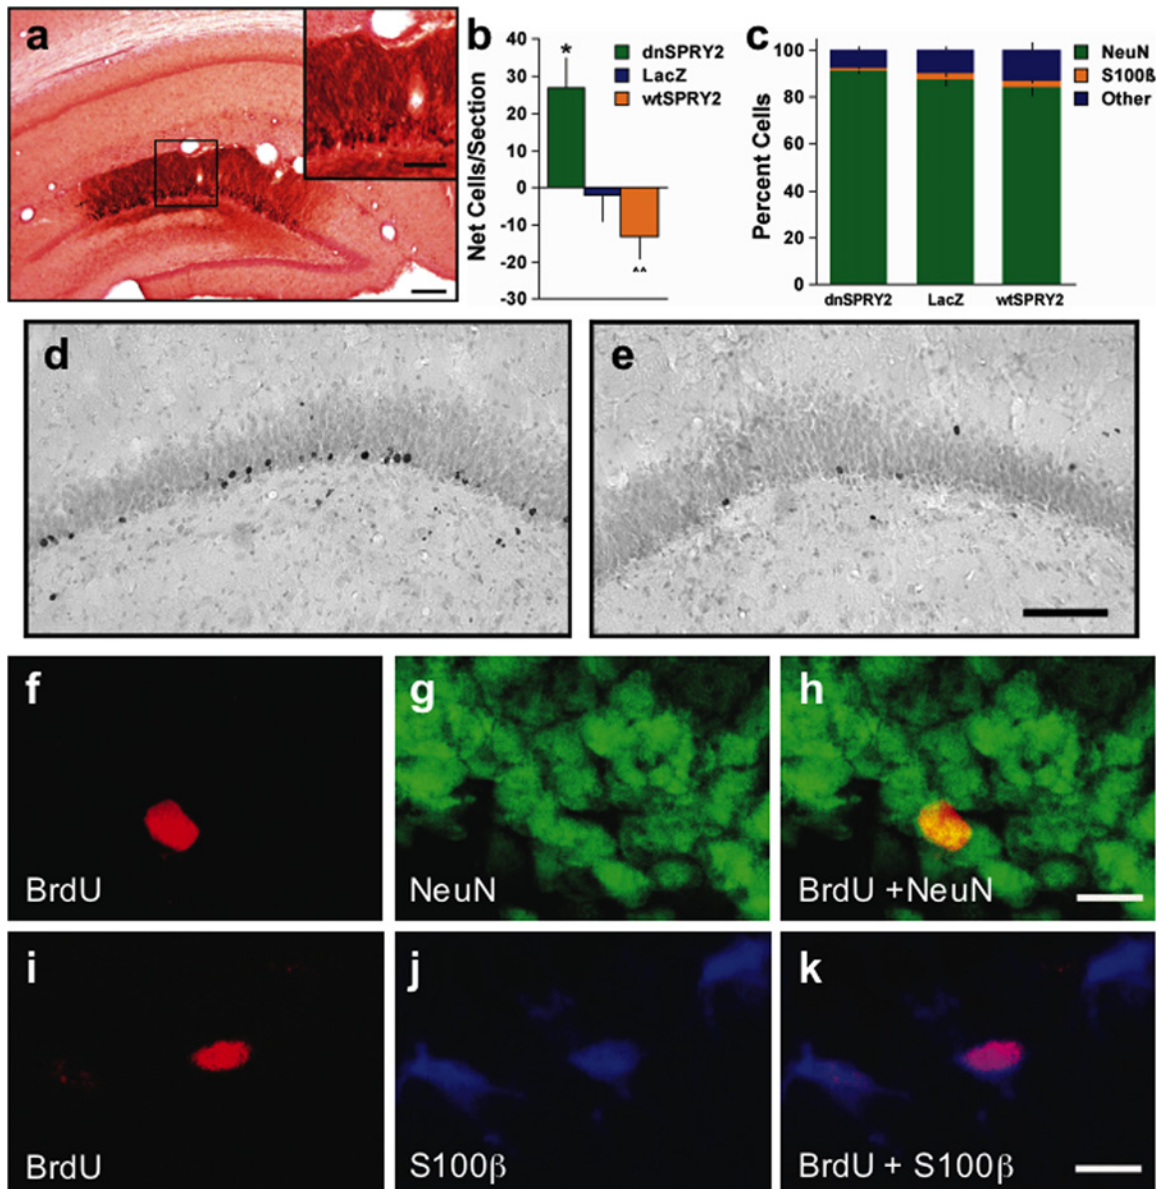 a
b
Net Cells/Section
40
30
20
10
0
-10
-20
-30
*
^^
dnSPRY2
LacZ
wtSPRY2
c
Percent Cells
100
80
60
40
20
0
dnSPRY2 LacZ wtSPRY2
NeuN
S100ß
Other
d
e
f
BrdU
g
NeuN
h
BrdU +NeuN
i
BrdU
j
S100β
k
BrdU + S100β